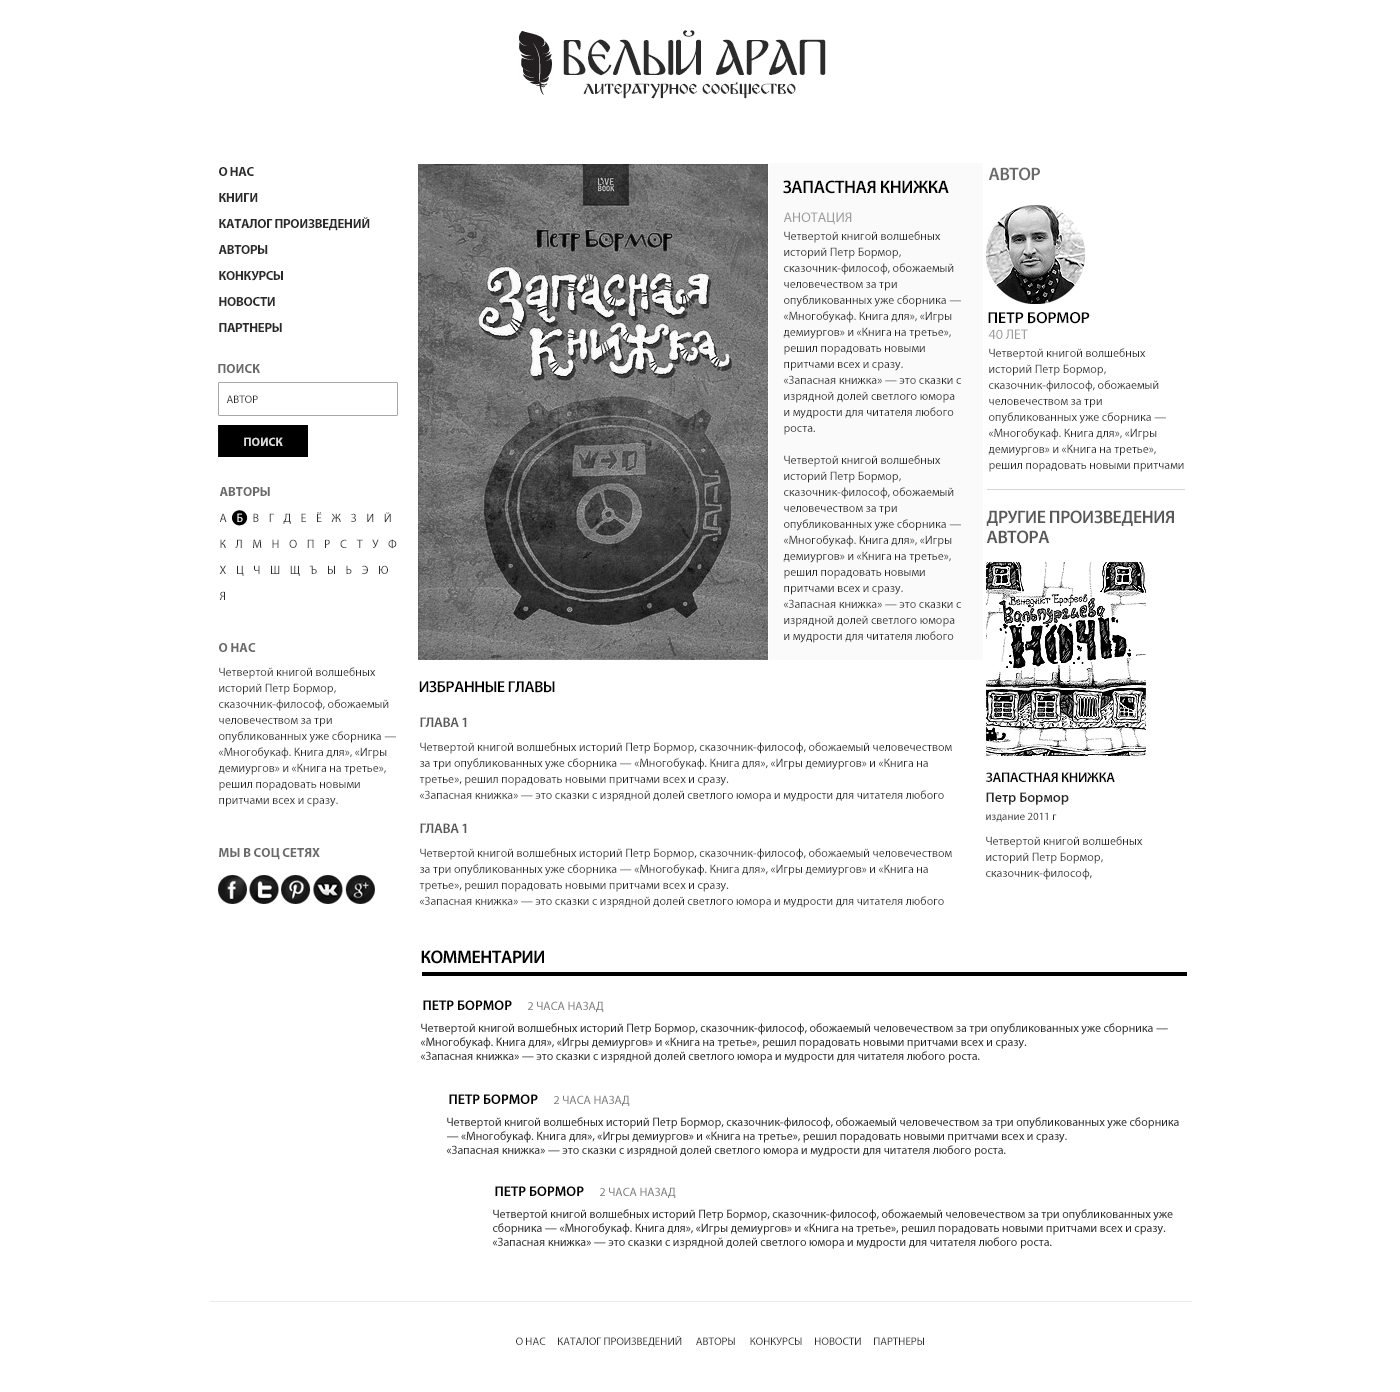 БЕЛЫЙ АРАП
литературное сообщество
О НАС
КНИГИ
КАТАЛОГ ПРОИЗВЕДЕНИЙ
АВТОРЫ
КОНКУРСЫ
НОВОСТИ
ПАРТНЕРЫ
ПОИСК
АВТОР
ПОИСК
АВТОРЫ
А Б В Г Д Е Ё Ж З И Й
К Л М Н О П Р С Т У Ф
Х Ц Ч Ш Щ Ъ Ы Ь Э Ю
Я
О НАС
Четвертой книгой волшебных
историй Петр Бормор,
сказочник-философ, обожаемый
человечеством за три
опубликованных уже сборника —
«Многобукаф. Книга для», «Игры
демиургов» и «Книга на третье»,
решил порадовать новыми
притчами всех и сразу.
МЫ В СОЦ СЕТЯХ
LIVE
BOOK
Петр Бормор
Запасная
книжка
ЗАПАСТНАЯ КНИЖКА
АНОТАЦИЯ
Четвертой книгой волшебных
историй Петр Бормор,
сказочник-философ, обожаемый
человечеством за три
опубликованных уже сборника —
«Многобукаф. Книга для», «Игры
демиургов» и «Книга на третье»,
решил порадовать новыми
притчами всех и сразу.
«Запасная книжка» — это сказки с
изрядной долей светлого юмора
и мудрости для читателя любого
роста.
Четвертой книгой волшебных
историй Петр Бормор,
сказочник-философ, обожаемый
человечеством за три
опубликованных уже сборника —
«Многобукаф. Книга для», «Игры
демиургов» и «Книга на третье»,
решил порадовать новыми
притчами всех и сразу.
«Запасная книжка» — это сказки с
изрядной долей светлого юмора
и мудрости для читателя любого
АВТОР
ПЕТР БОРМОР
40 ЛЕТ
Четвертой книгой волшебных
историй Петр Бормор,
сказочник-философ, обожаемый
человечеством за три
опубликованных уже сборника —
«Многобукаф. Книга для», «Игры
демиургов» и «Книга на третье»,
решил порадовать новыми притчами
ДРУГИЕ ПРОИЗВЕДЕНИЯ
АВТОРА
Венедикт Ерофеев
Вальпургиева
НОЧЬ
ЗАПАСТНАЯ КНИЖКА
Петр Бормор
издание 2011 г
Четвертой книгой волшебных
историй Петр Бормор,
сказочник-философ,
ИЗБРАННЫЕ ГЛАВЫ
ГЛАВА 1
Четвертой книгой волшебных историй Петр Бормор, сказочник-философ, обожаемый человечеством
за три опубликованных уже сборника — «Многобукаф. Книга для», «Игры демиургов» и «Книга на
третье», решил порадовать новыми притчами всех и сразу.
«Запасная книжка» — это сказки с изрядной долей светлого юмора и мудрости для читателя любого
ГЛАВА 1
Четвертой книгой волшебных историй Петр Бормор, сказочник-философ, обожаемый человечеством
за три опубликованных уже сборника — «Многобукаф. Книга для», «Игры демиургов» и «Книга на
третье», решил порадовать новыми притчами всех и сразу.
«Запасная книжка» — это сказки с изрядной долей светлого юмора и мудрости для читателя любого
КОММЕНТАРИИ
ПЕТР БОРМОР 2 ЧАСА НАЗАД
Четвертой книгой волшебных историй Петр Бормор, сказочник-философ, обожаемый человечеством за три опубликованных уже сборника —
«Многобукаф. Книга для», «Игры демиургов» и «Книга на третье», решил порадовать новыми притчами всех и сразу.
«Запасная книжка» — это сказки с изрядной долей светлого юмора и мудрости для читателя любого роста.
ПЕТР БОРМОР 2 ЧАСА НАЗАД
Четвертой книгой волшебных историй Петр Бормор, сказочник-философ, обожаемый человечеством за три опубликованных уже сборника
— «Многобукаф. Книга для», «Игры демиургов» и «Книга на третье», решил порадовать новыми притчами всех и сразу.
«Запасная книжка» — это сказки с изрядной долей светлого юмора и мудрости для читателя любого роста.
ПЕТР БОРМОР 2 ЧАСА НАЗАД
Четвертой книгой волшебных историй Петр Бормор, сказочник-философ, обожаемый человечеством за три опубликованных уже
сборника — «Многобукаф. Книга для», «Игры демиургов» и «Книга на третье», решил порадовать новыми притчами всех и сразу.
«Запасная книжка» — это сказки с изрядной долей светлого юмора и мудрости для читателя любого роста.
О НАС КАТАЛОГ ПРОИЗВЕДЕНИЙ АВТОРЫ КОНКУРСЫ НОВОСТИ ПАРТНЕРЫ